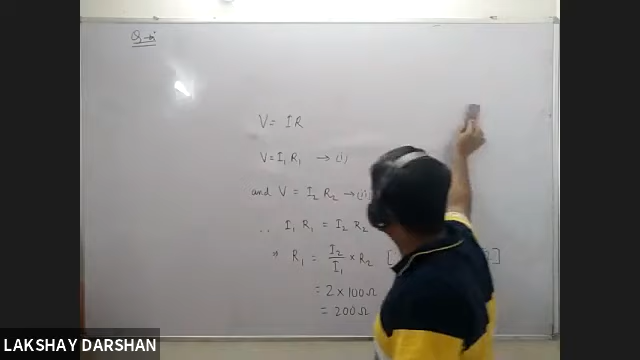 V = IR
V = I₁ R₁ → (i)
and V = I₂ R₂ → (ii)
∴ I₁ R₁ = I₂ R₂
⇒ R₁ = I₂/I₁ × R₂ [ Ω]
= 2 × 100 Ω
= 200 Ω
LAKSHAY DARSHAN